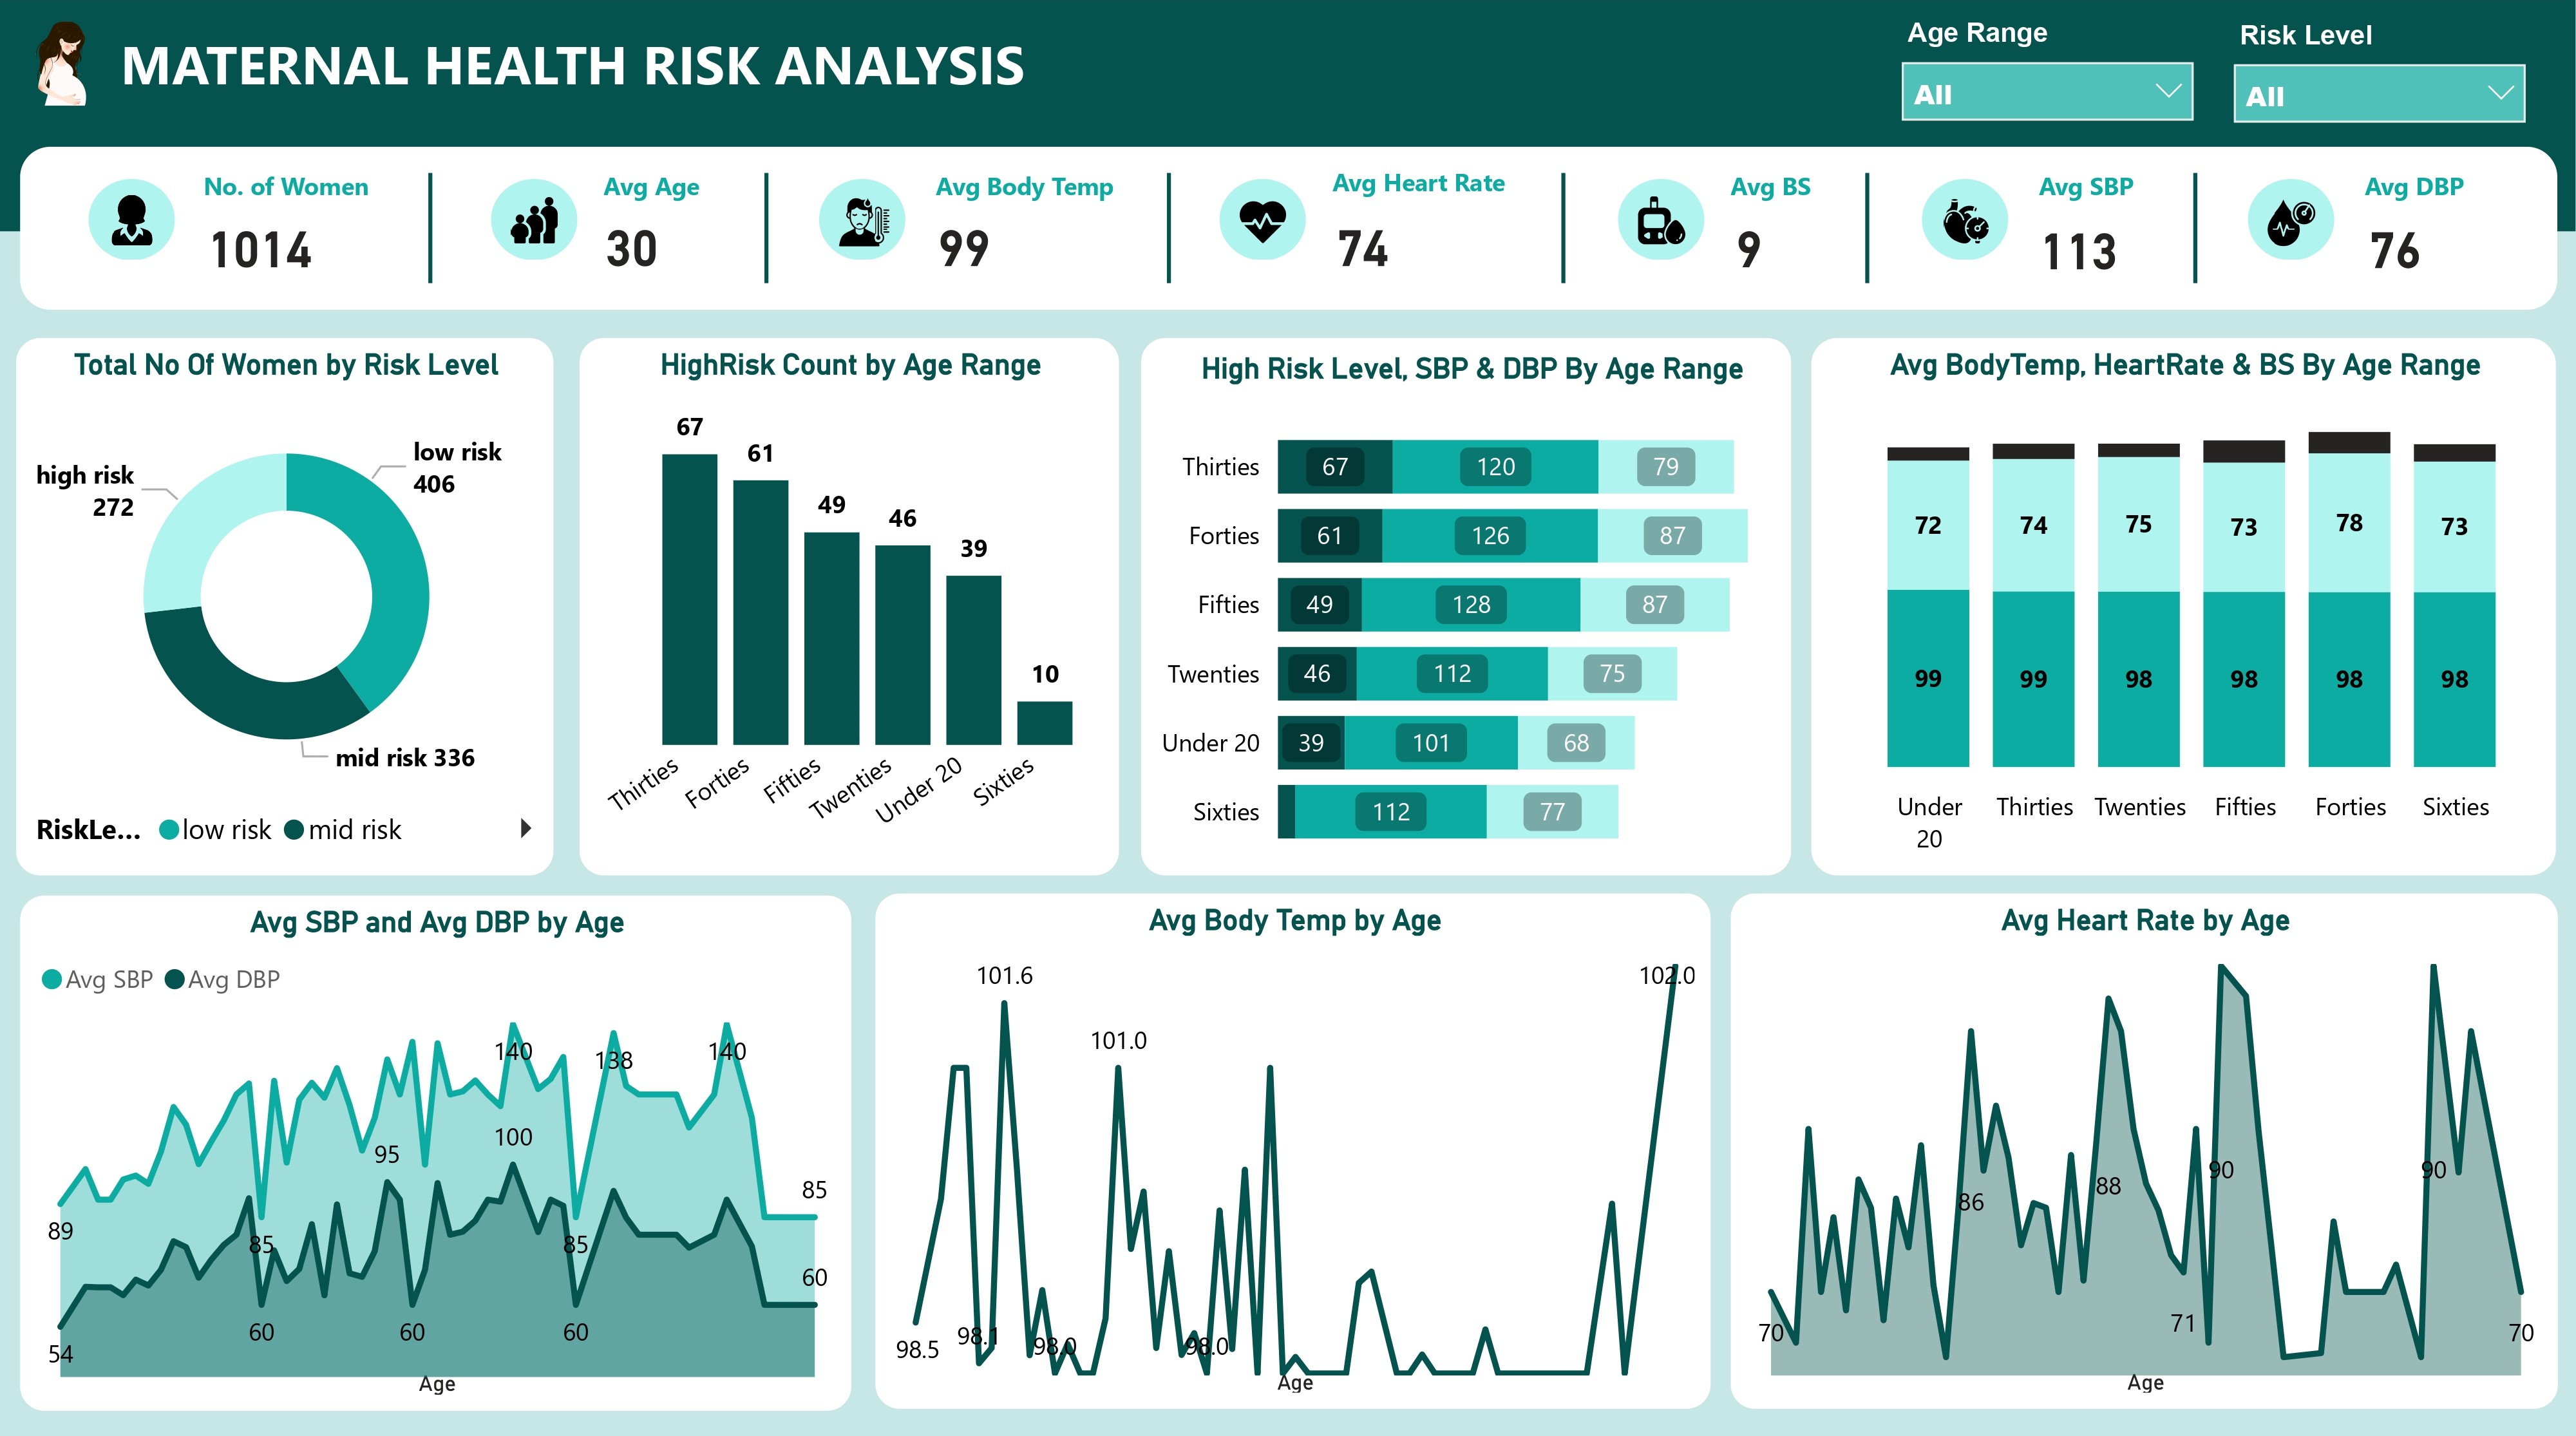 MATERNAL HEALTH RISK ANALYSIS
Age Range
All
Risk Level
All
No. of Women
1014
Avg Age
30
Avg Body Temp
99
Avg Heart Rate
74
Avg BS
9
Avg SBP
113
Avg DBP
76
Total No Of Women by Risk Level
low risk
406
high risk
272
mid risk 336
RiskLe... low risk mid risk
HighRisk Count by Age Range
67
61
49
46
39
10
Thirties
Forties
Fifties
Twenties
Under 20
Sixties
High Risk Level, SBP & DBP By Age Range
Thirties 67 120 79
Forties 61 126 87
Fifties 49 128 87
Twenties 46 112 75
Under 20 39 101 68
Sixties 112 77
Avg BodyTemp, HeartRate & BS By Age Range
72 74 75 73 78 73
99 99 98 98 98 98
Under
20
Thirties Twenties Fifties Forties Sixties
Avg SBP and Avg DBP by Age
Avg SBP Avg DBP
140 138 140
100
95
85
89
85 85
60
60 60 60
54
Age
Avg Body Temp by Age
101.6
102.0
101.0
98.5
98.1
98.0
98.0
Age
Avg Heart Rate by Age
90 90
88
86
71
70 70
Age